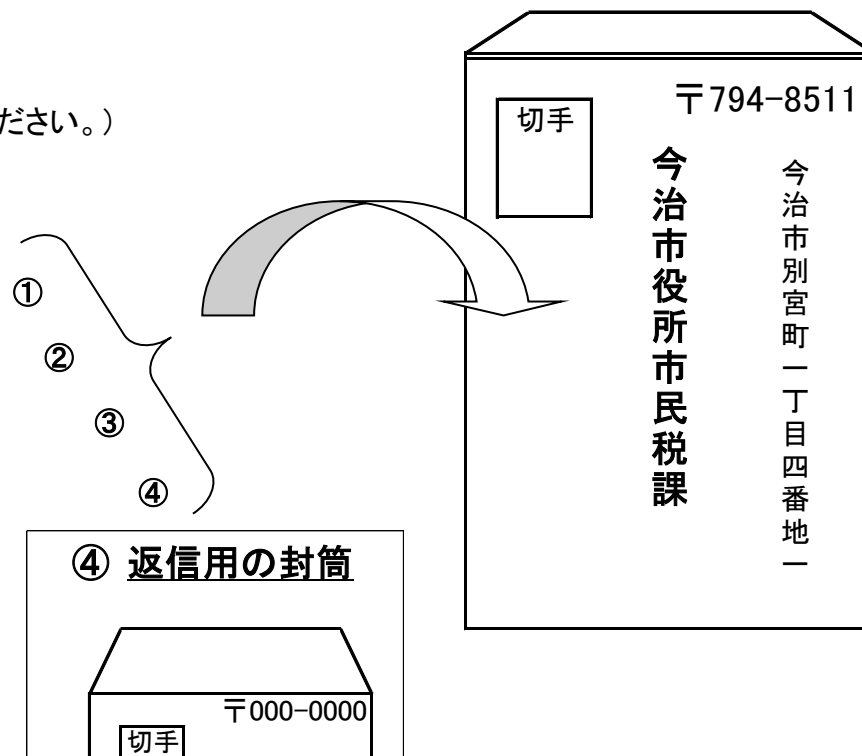 ださい。)
〒794-8511
切手
今治市別宮町一丁目四番地一
今治市役所市民税課
①
②
③
④
④ 返信用の封筒
〒000-0000
切手